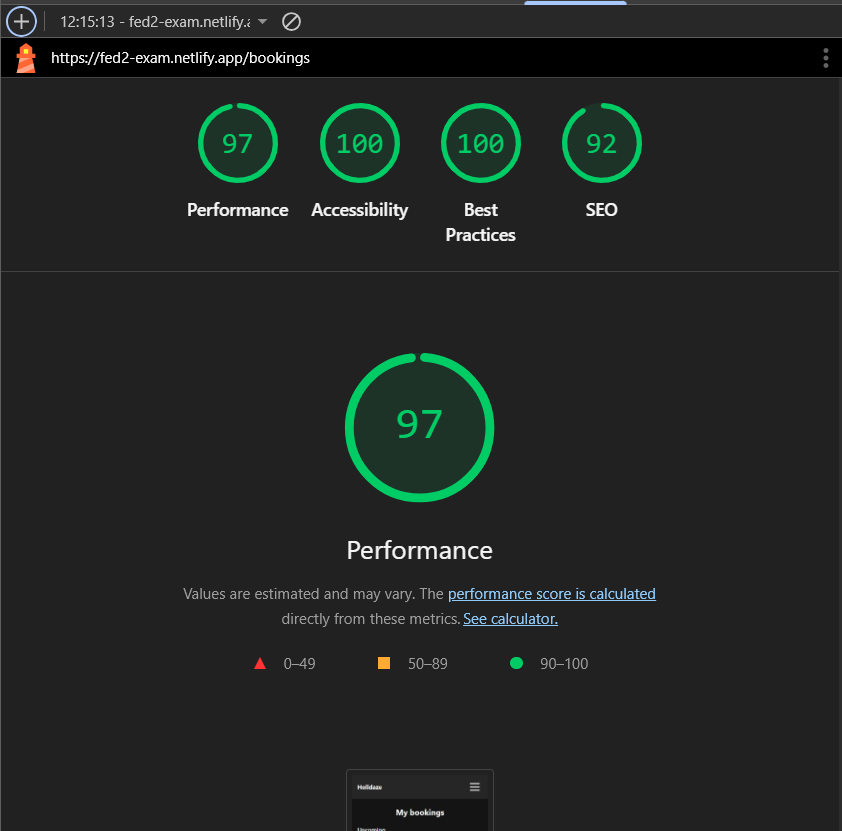 12:15:13 - fed2-exam.netlify.a
https://fed2-exam.netlify.app/bookings
97
100
100
92
Performance
Accessibility
Best
Practices
SEO
97
Performance
Values are estimated and may vary. The performance score is calculated
directly from these metrics. See calculator.
0–49
50–89
90–100
Holidaze
My bookings
Upcoming